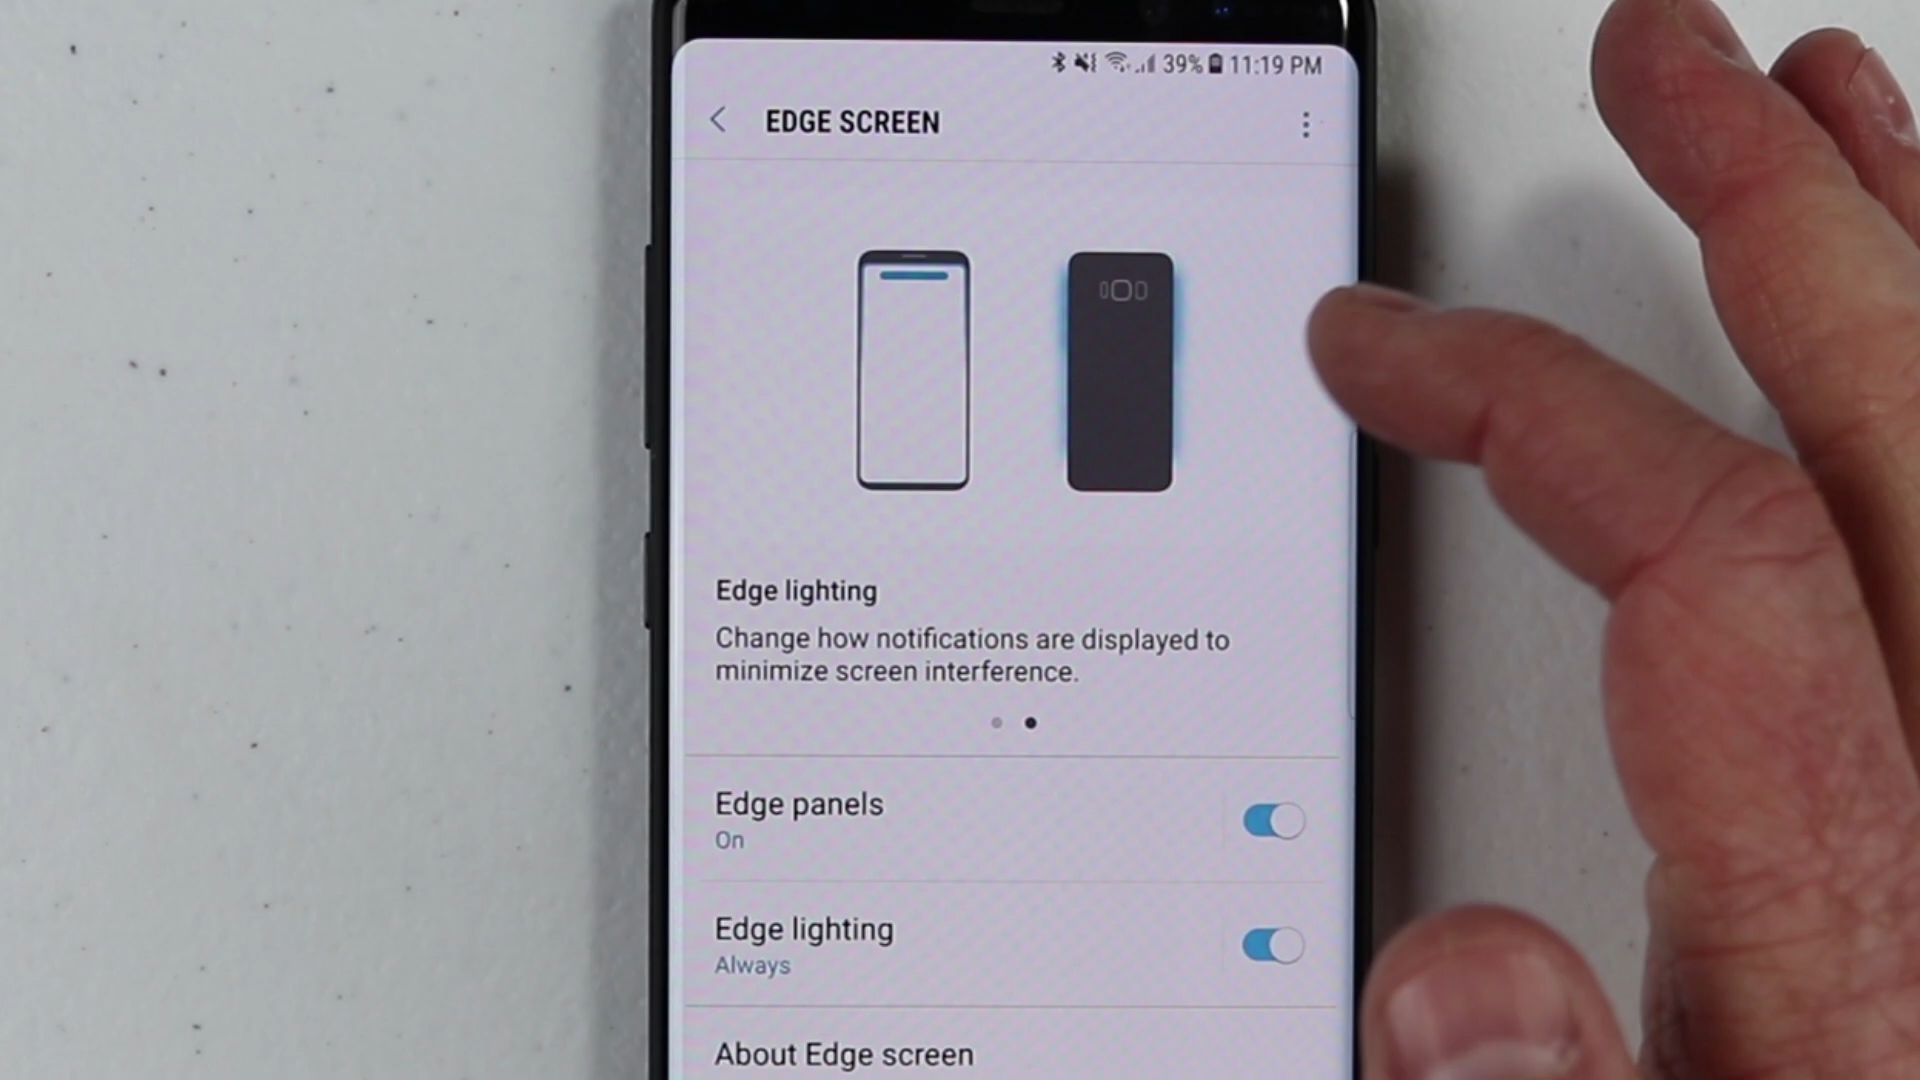 39% 11:19 PM
EDGE SCREEN
Edge lighting
Change how notifications are displayed to
minimize screen interference.
Edge panels
On
Edge lighting
Always
About Edge screen